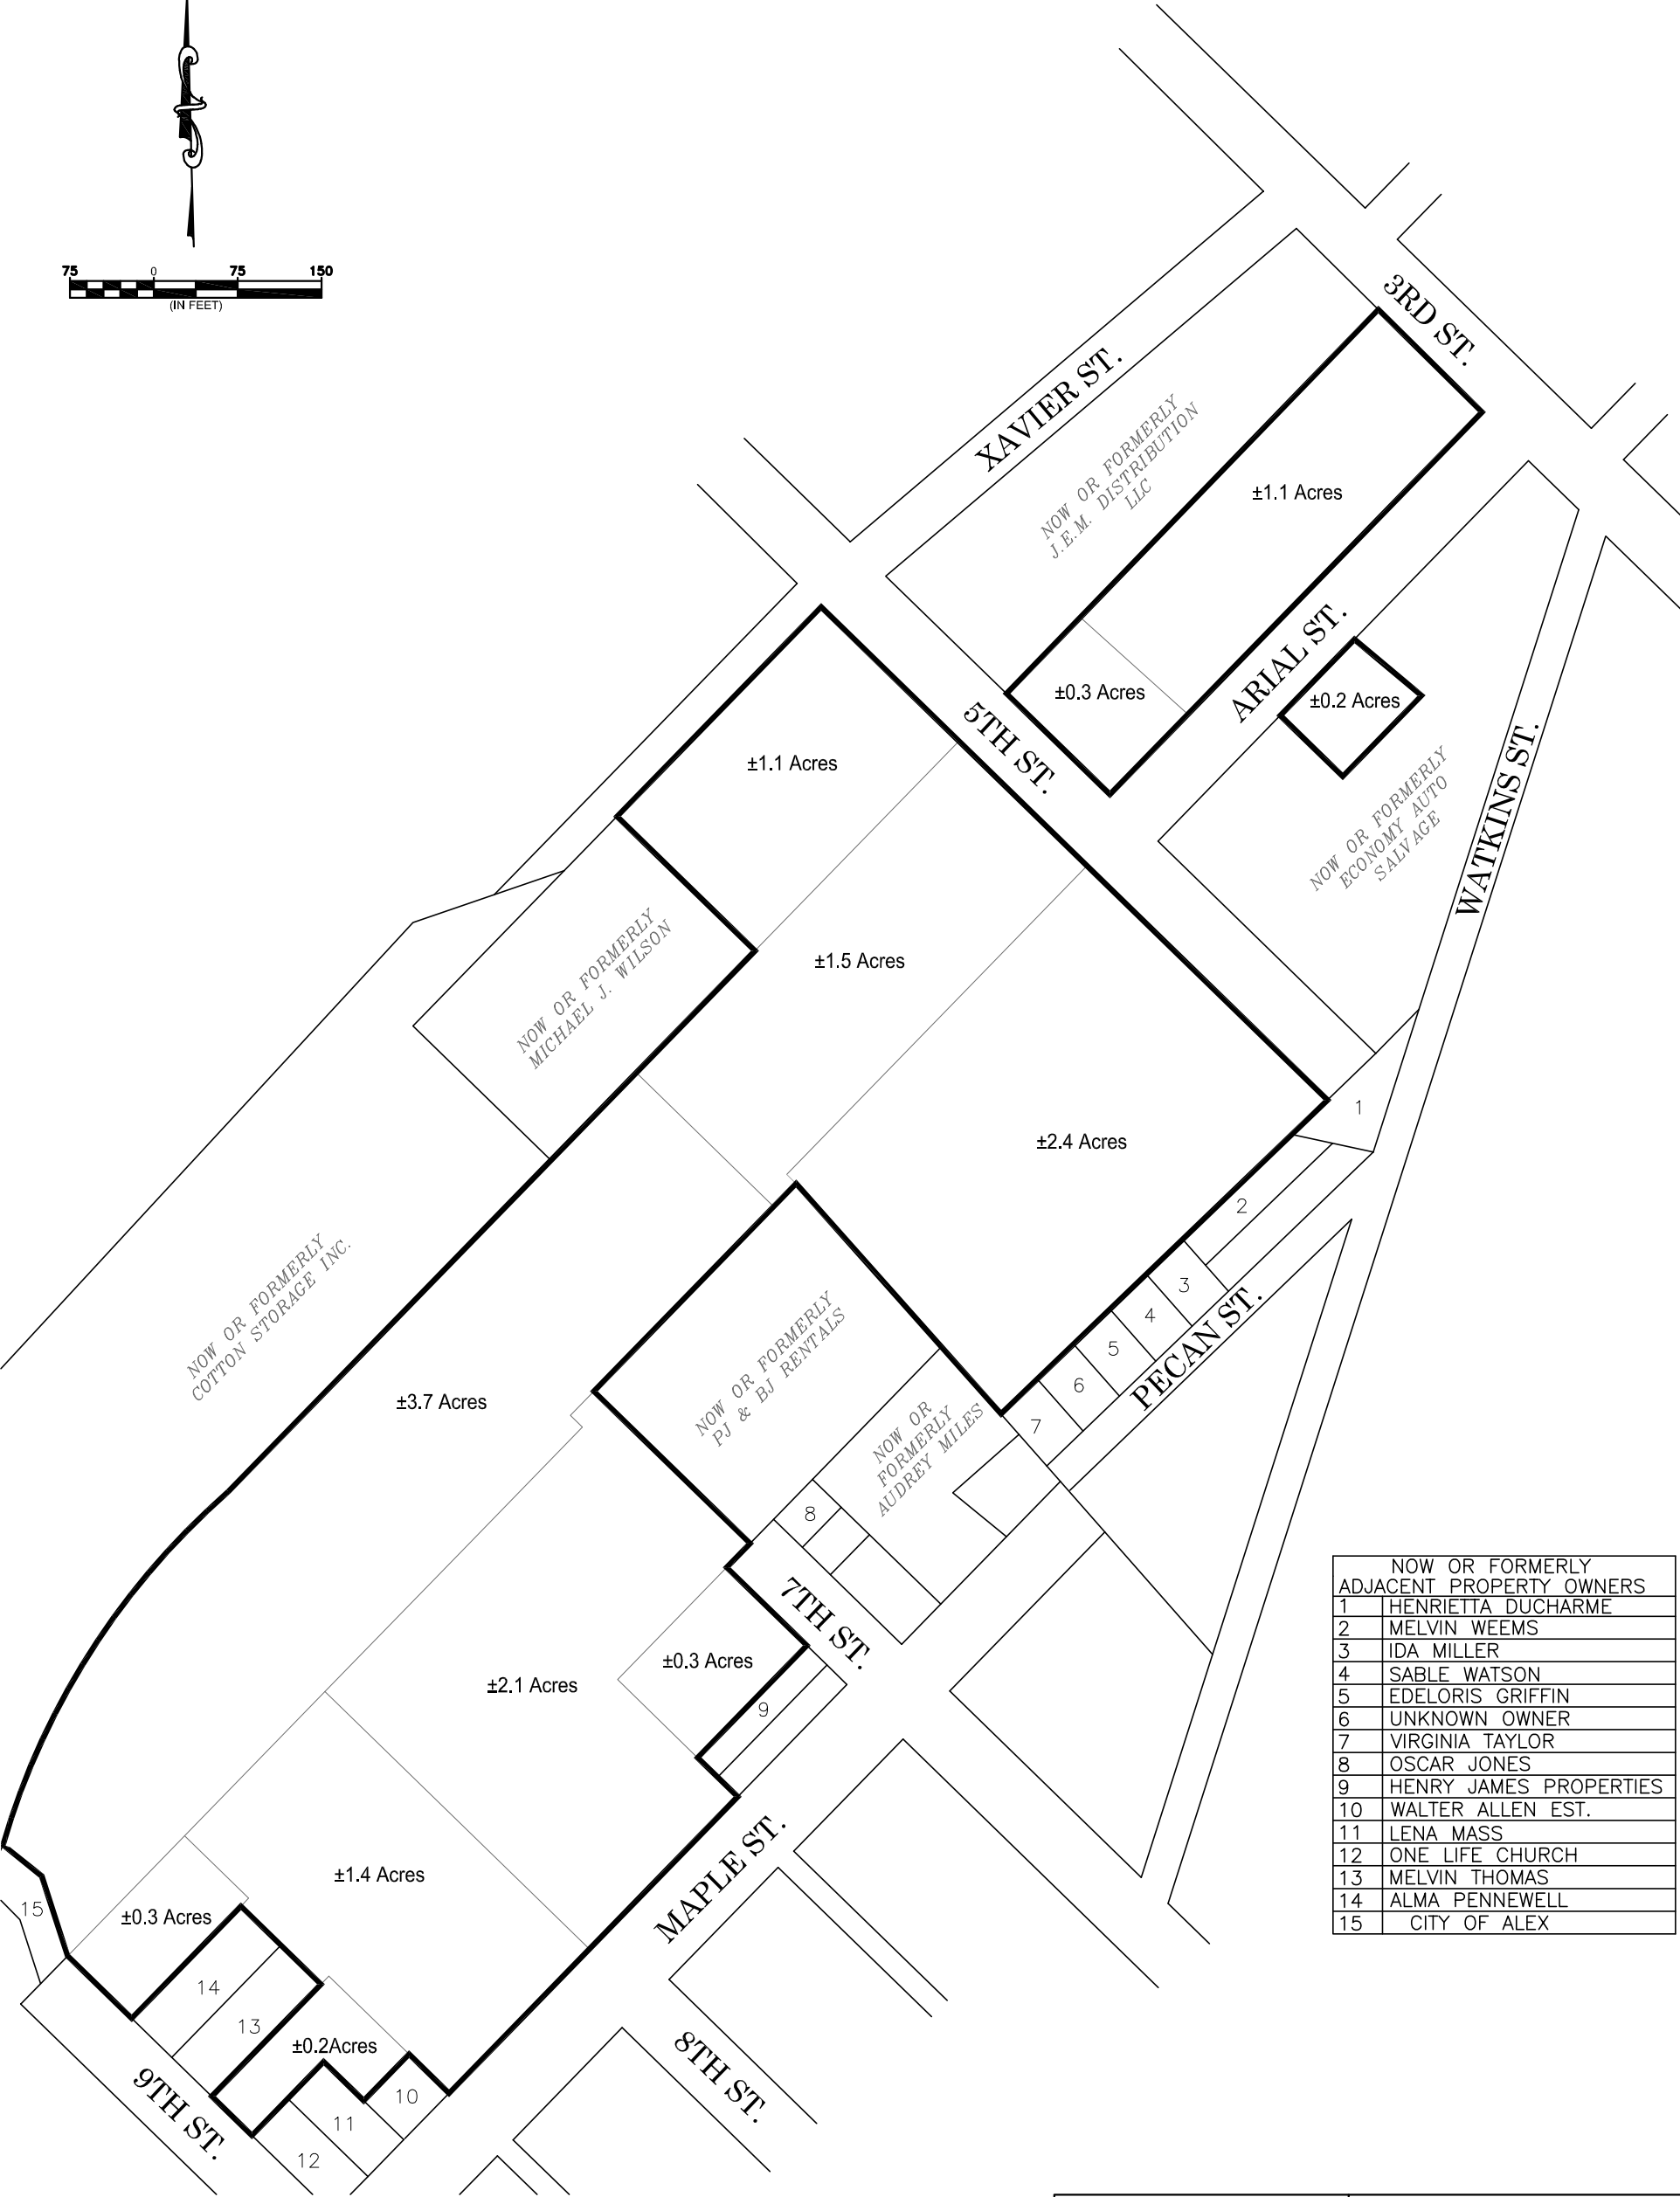 75 0 75 150
(IN FEET)
3RD ST.
XAVIER ST.
NOW OR FORMERLY
J.E.M. DISTRIBUTION
LLC
±1.1 Acres
±0.3 Acres
ARIAL ST.
±0.2 Acres
5TH ST.
±1.1 Acres
NOW OR FORMERLY
ECONOMY AUTO
SALVAGE
WATKINS ST.
NOW OR FORMERLY
MICHAEL J. WILSON
±1.5 Acres
±2.4 Acres
1
2
3
4
5
6
7
PECAN ST.
NOW OR FORMERLY
COTTON STORAGE INC.
±3.7 Acres
NOW OR FORMERLY
PJ & BJ RENTALS
NOW OR
FORMERLY
AUDREY MILES
8
7TH ST.
±0.3 Acres
±2.1 Acres
9
MAPLE ST.
±1.4 Acres
±0.3 Acres
15
14
13
±0.2Acres
10
11
12
9TH ST.
8TH ST.
NOW OR FORMERLY
ADJACENT PROPERTY OWNERS
1 HENRIETTA DUCHARME
2 MELVIN WEEMS
3 IDA MILLER
4 SABLE WATSON
5 EDELORIS GRIFFIN
6 UNKNOWN OWNER
7 VIRGINIA TAYLOR
8 OSCAR JONES
9 HENRY JAMES PROPERTIES
10 WALTER ALLEN EST.
11 LENA MASS
12 ONE LIFE CHURCH
13 MELVIN THOMAS
14 ALMA PENNEWELL
15 CITY OF ALEX